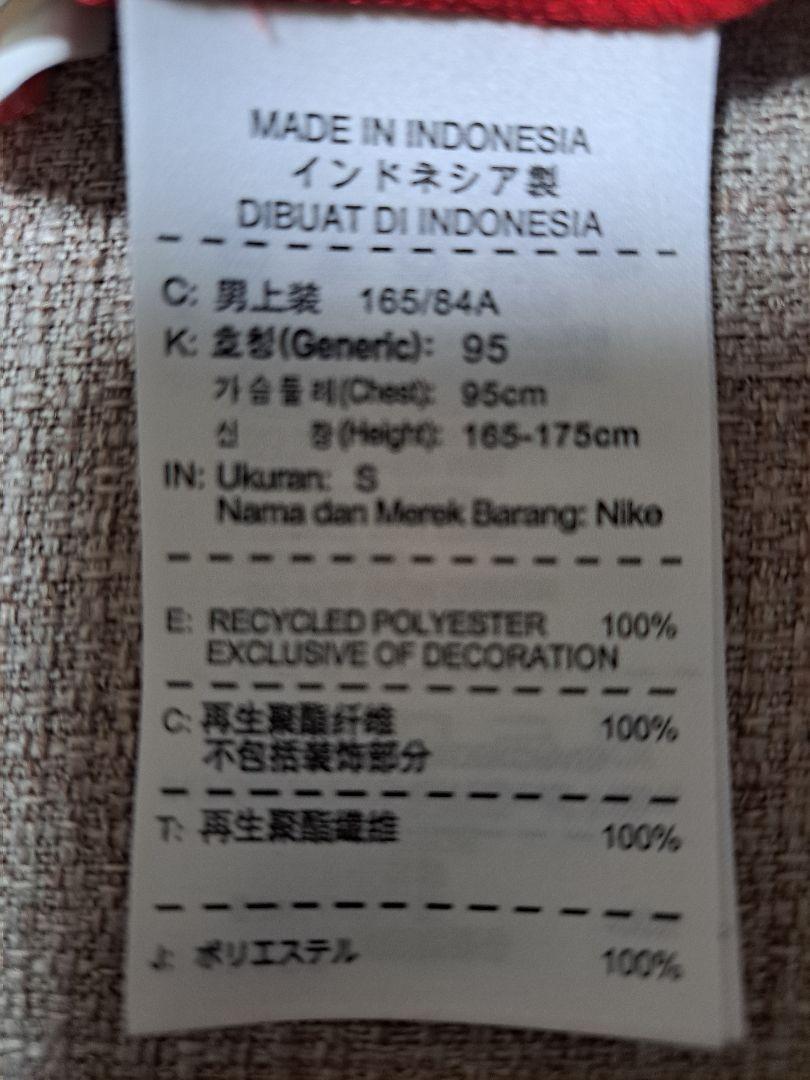 MADE IN INDONESIA
インドネシア製
DIBUAT DI INDONESIA
C: 男上装 165/84A
K: 호칭(Generic): 95
가슴둘레(Chest): 95cm
신 장(Height): 165-175cm
IN: Ukuran: S
Nama dan Merek Barang: Nike
E: RECYCLED POLYESTER 100%
EXCLUSIVE OF DECORATION
C: 再生聚酯纤维 100%
不包括装饰部分
T: 再生聚酯纖維 100%
J: ポリエステル 100%